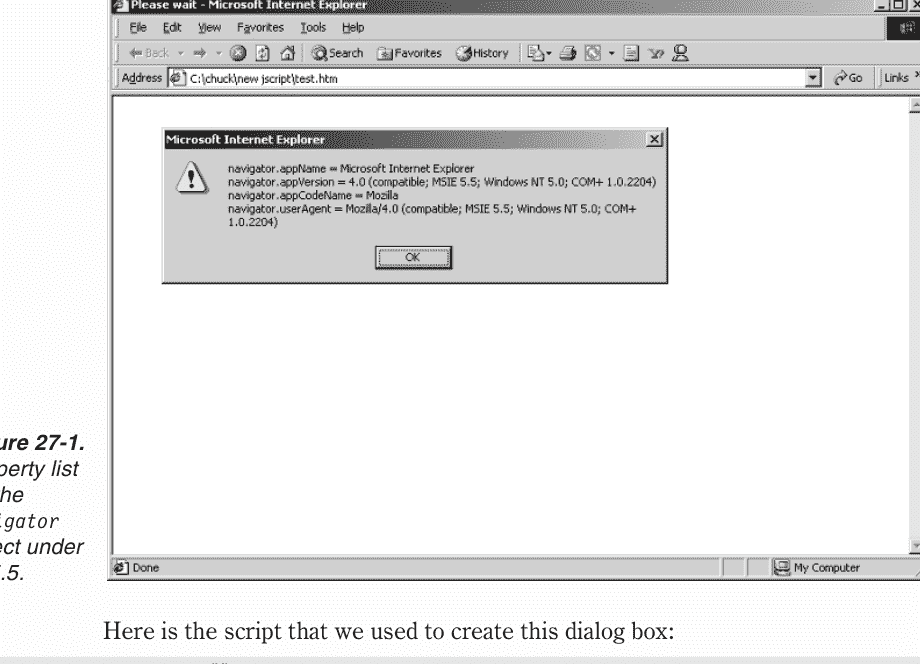 Please wait - Microsoft Internet Explorer
File Edit View Favorites Tools Help
Back Search Favorites History
Address C:\chuck\new jscript\test.htm Go Links »
Microsoft Internet Explorer
navigator.appName = Microsoft Internet Explorer
navigator.appVersion = 4.0 (compatible; MSIE 5.5; Windows NT 5.0; COM+ 1.0.2204)
navigator.appCodeName = Mozilla
navigator.userAgent = Mozilla/4.0 (compatible; MSIE 5.5; Windows NT 5.0; COM+
1.0.2204)
OK
Done My Computer
ure 27-1.
perty list
he
igator
ect under
.5.
Here is the script that we used to create this dialog box: